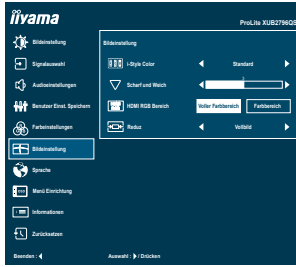 iiyama
ProLite XUB2796QS
Bildeinstellung
Bildeinstellung
Signalauswahl
i-Style Color
Standard
Audioeinstellungen
Scharf und Weich
Benutzer Einst. Speichern
HDMI RGB Bereich
Voller Farbbereich
Farbbereich
Farbeinstellungen
Reduz
Vollbild
Bildeinstellung
Sprache
Menü Einrichtung
Informationen
Zurücksetzen
Beenden :
Auswahl : / Drücken